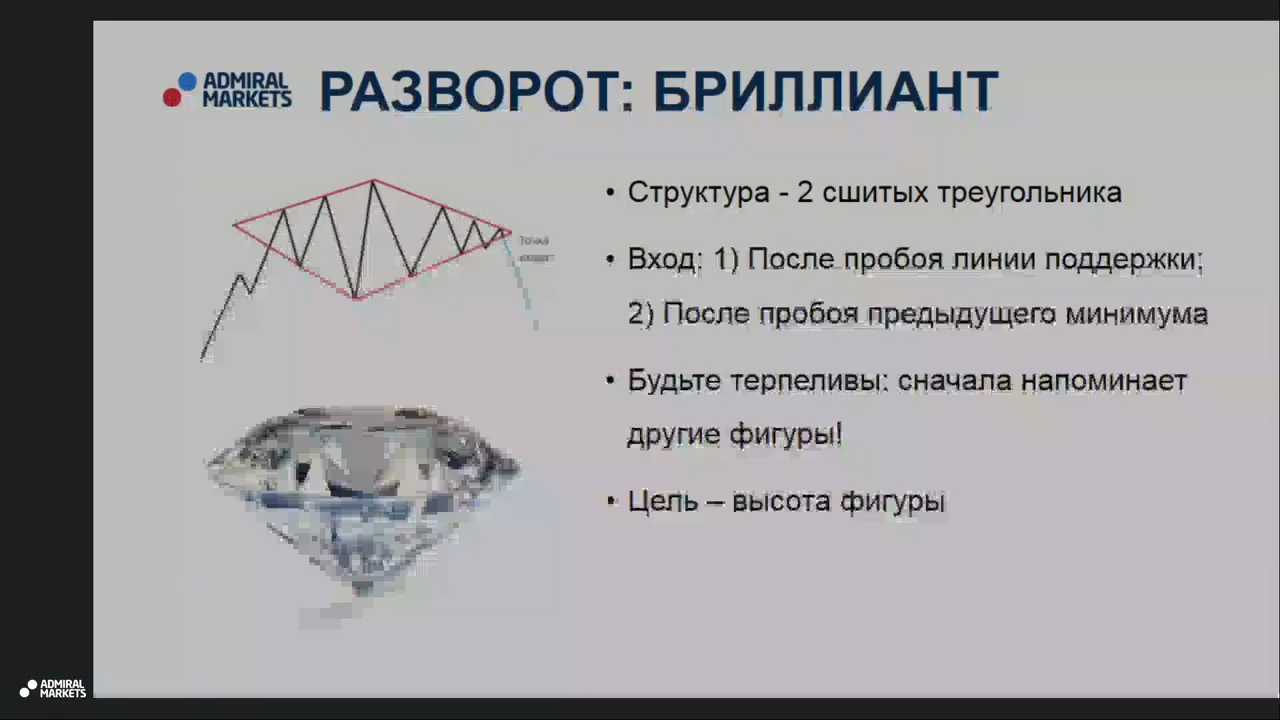 ADMIRAL
MARKETS
РАЗВОРОТ: БРИЛЛИАНТ
• Структура - 2 сшитых треугольника
• Вход: 1) После пробоя линии поддержки;
2) После пробоя предыдущего минимума
• Будьте терпеливы: сначала напоминает
другие фигуры!
• Цель – высота фигуры
Точка
ADMIRAL
MARKETS